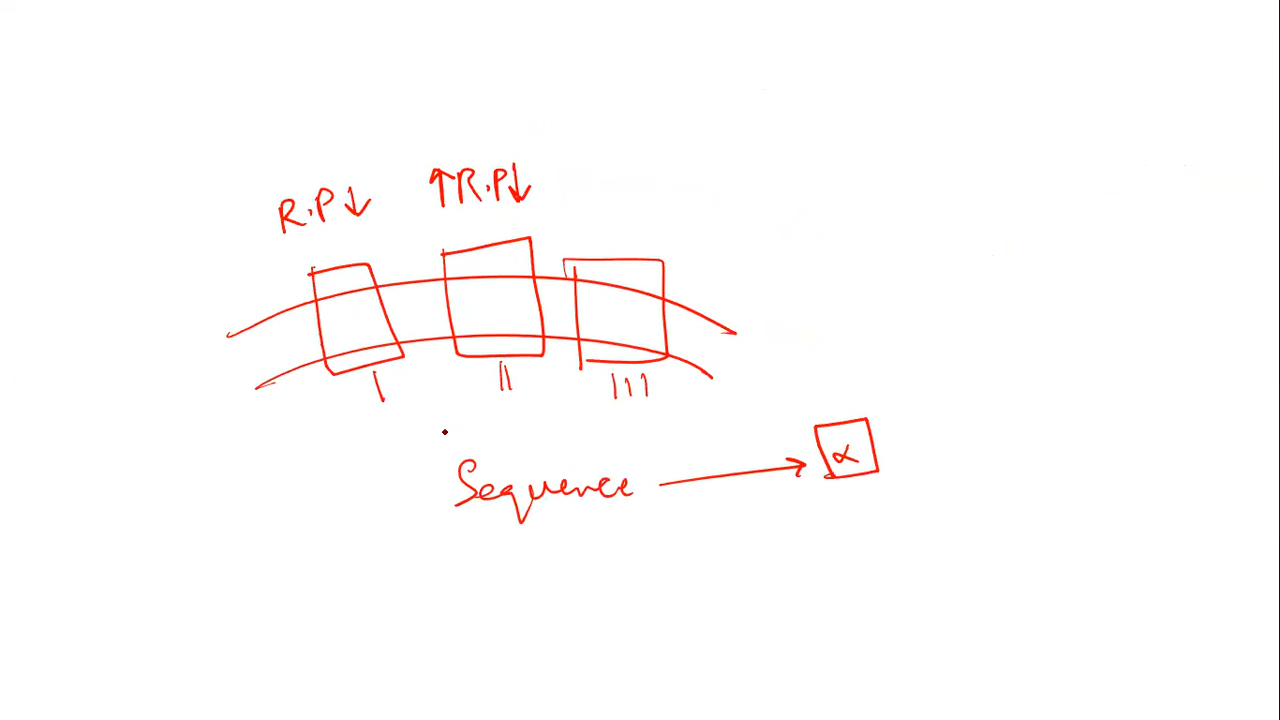 R.P↓ ↑R.P↓
I II III
Sequence → α